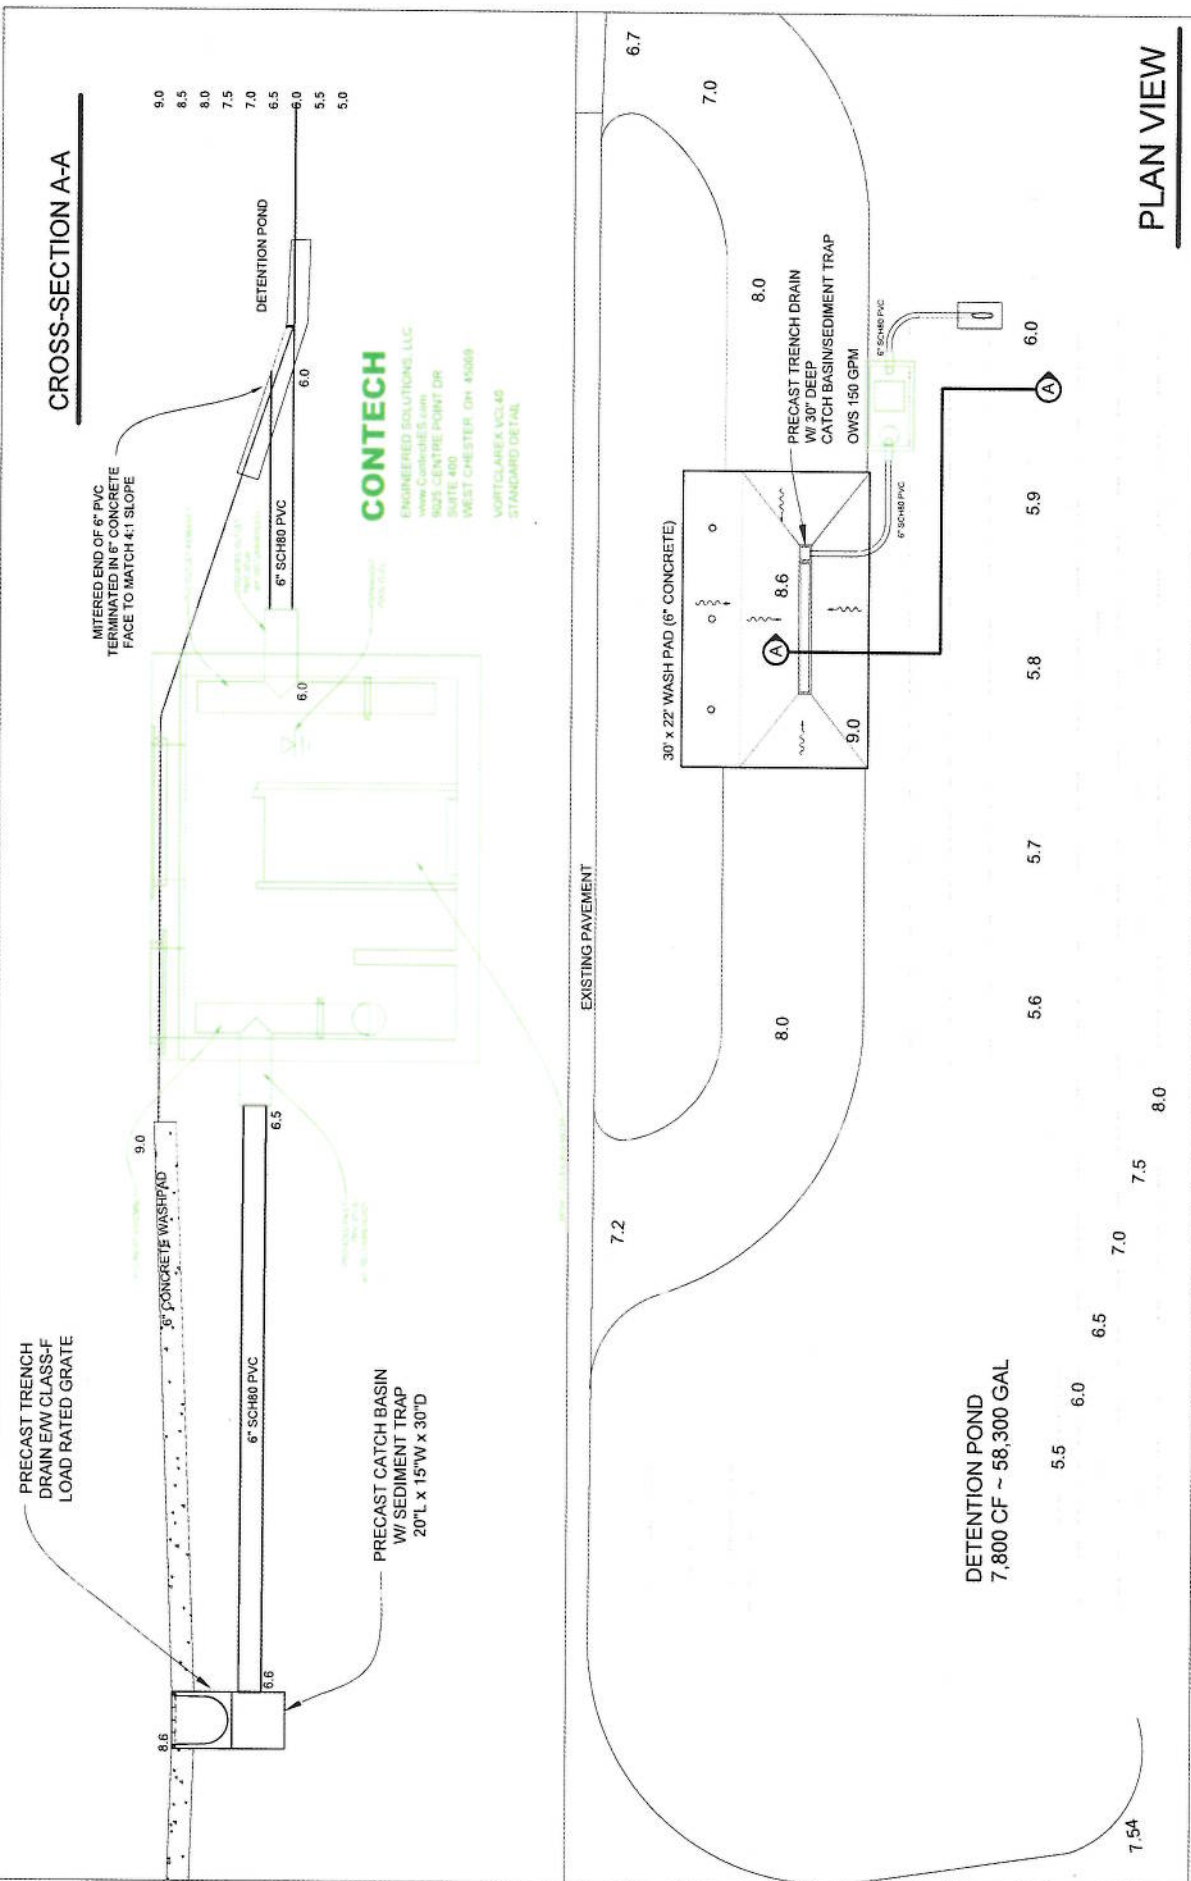 CROSS-SECTION A-A
PRECAST TRENCH
DRAIN E/W CLASS-F
LOAD RATED GRATE
MITERED END OF 6" PVC
TERMINATED IN 6" CONCRETE
FACE TO MATCH 4:1 SLOPE
9.0
8.5
8.0
7.5
7.0
6.5
6.0
5.5
5.0
8.6
6" CONCRETE WASHPAD
9.0
6.6
6" SCH80 PVC
6.5
6.0
6" SCH80 PVC
6.0
DETENTION POND
PRECAST CATCH BASIN
W/ SEDIMENT TRAP
20"L x 15"W x 30"D
CONTECH
ENGINEERED SOLUTIONS, LLC
www.ContechES.com
9025 CENTRE POINT DR
SUITE 400
WEST CHESTER OH 45069
VORTCLAREX VCL40
STANDARD DETAIL
EXISTING PAVEMENT
7.2
6.7
7.0
30' x 22' WASH PAD (6" CONCRETE)
8.0
8.0
8.6
9.0
A
PRECAST TRENCH DRAIN
W/ 30" DEEP
CATCH BASIN/SEDIMENT TRAP
OWS 150 GPM
6" SCH80 PVC
6" SCH80 PVC
A
DETENTION POND
7,800 CF ~ 58,300 GAL
5.6
5.7
5.8
5.9
6.0
5.5
6.0
6.5
7.0
7.5
8.0
7.54
PLAN VIEW